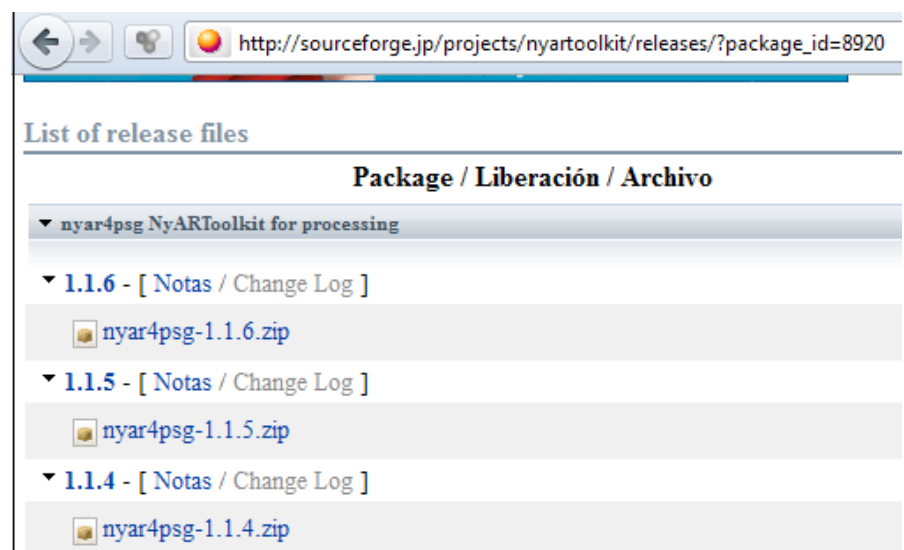 http://sourceforge.jp/projects/nyartoolkit/releases/?package_id=8920
List of release files
Package / Liberación / Archivo
nyar4psg NyARToolkit for processing
1.1.6 - [ Notas / Change Log ]
nyar4psg-1.1.6.zip
1.1.5 - [ Notas / Change Log ]
nyar4psg-1.1.5.zip
1.1.4 - [ Notas / Change Log ]
nyar4psg-1.1.4.zip